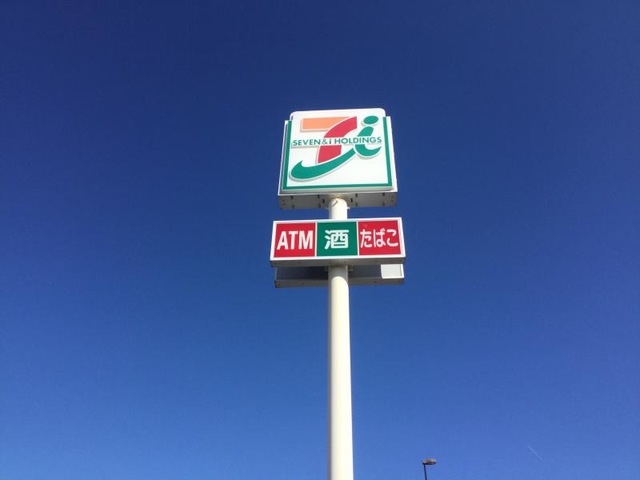 SEVEN & i HOLDINGS
ATM 酒 たばこ